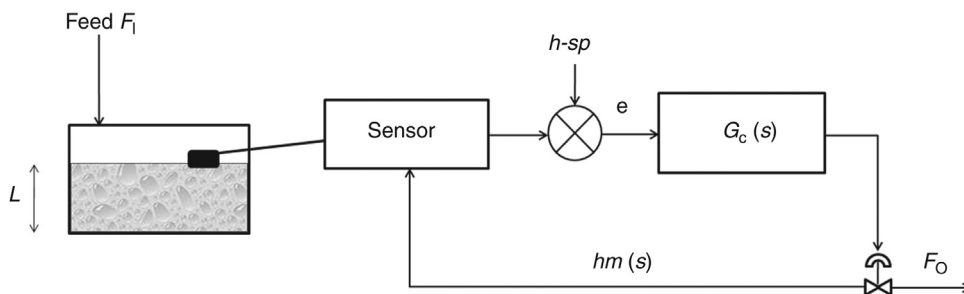 Feed F_I
h-sp
e
Sensor
G_c (s)
L
hm (s)
F_O